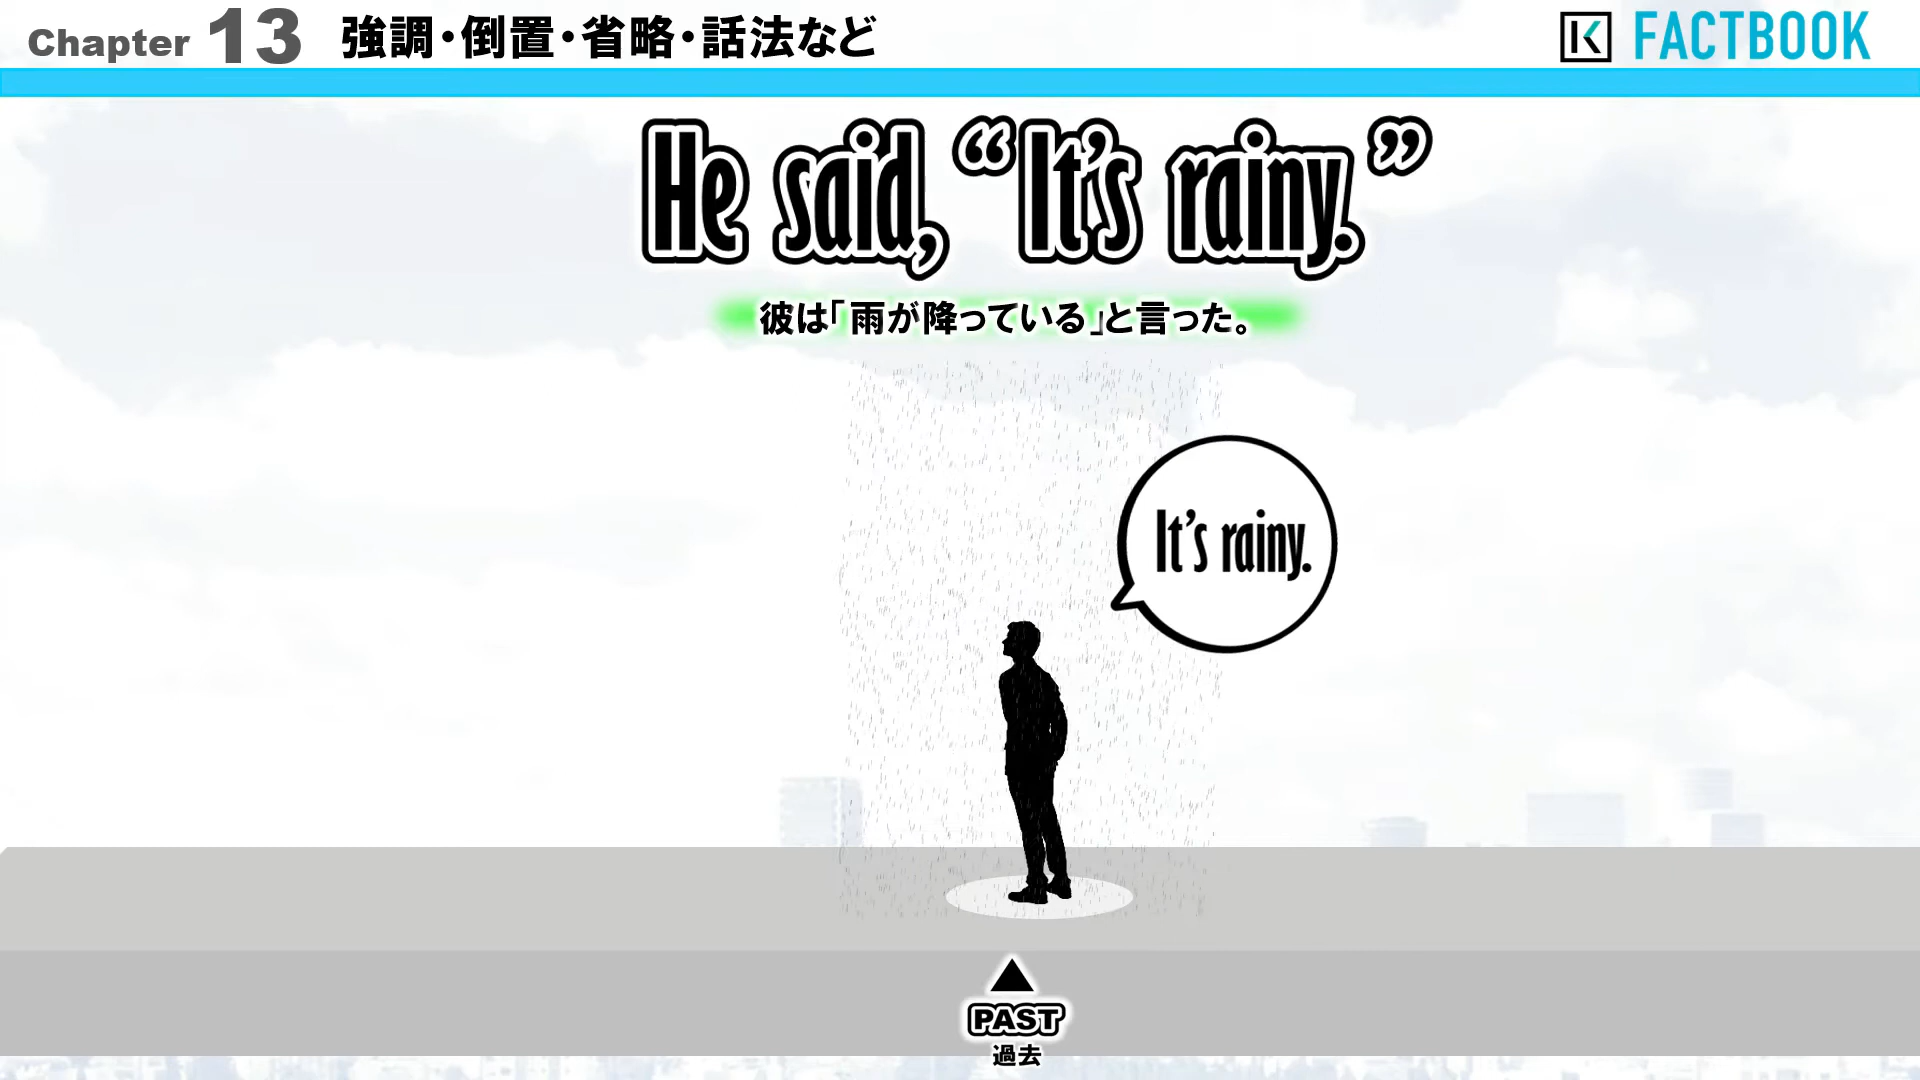 Chapter 13 強調・倒置・省略・話法など
K FACTBOOK
He said, “It’s rainy.”
彼は「雨が降っている」と言った。
It’s rainy.
PAST
過去